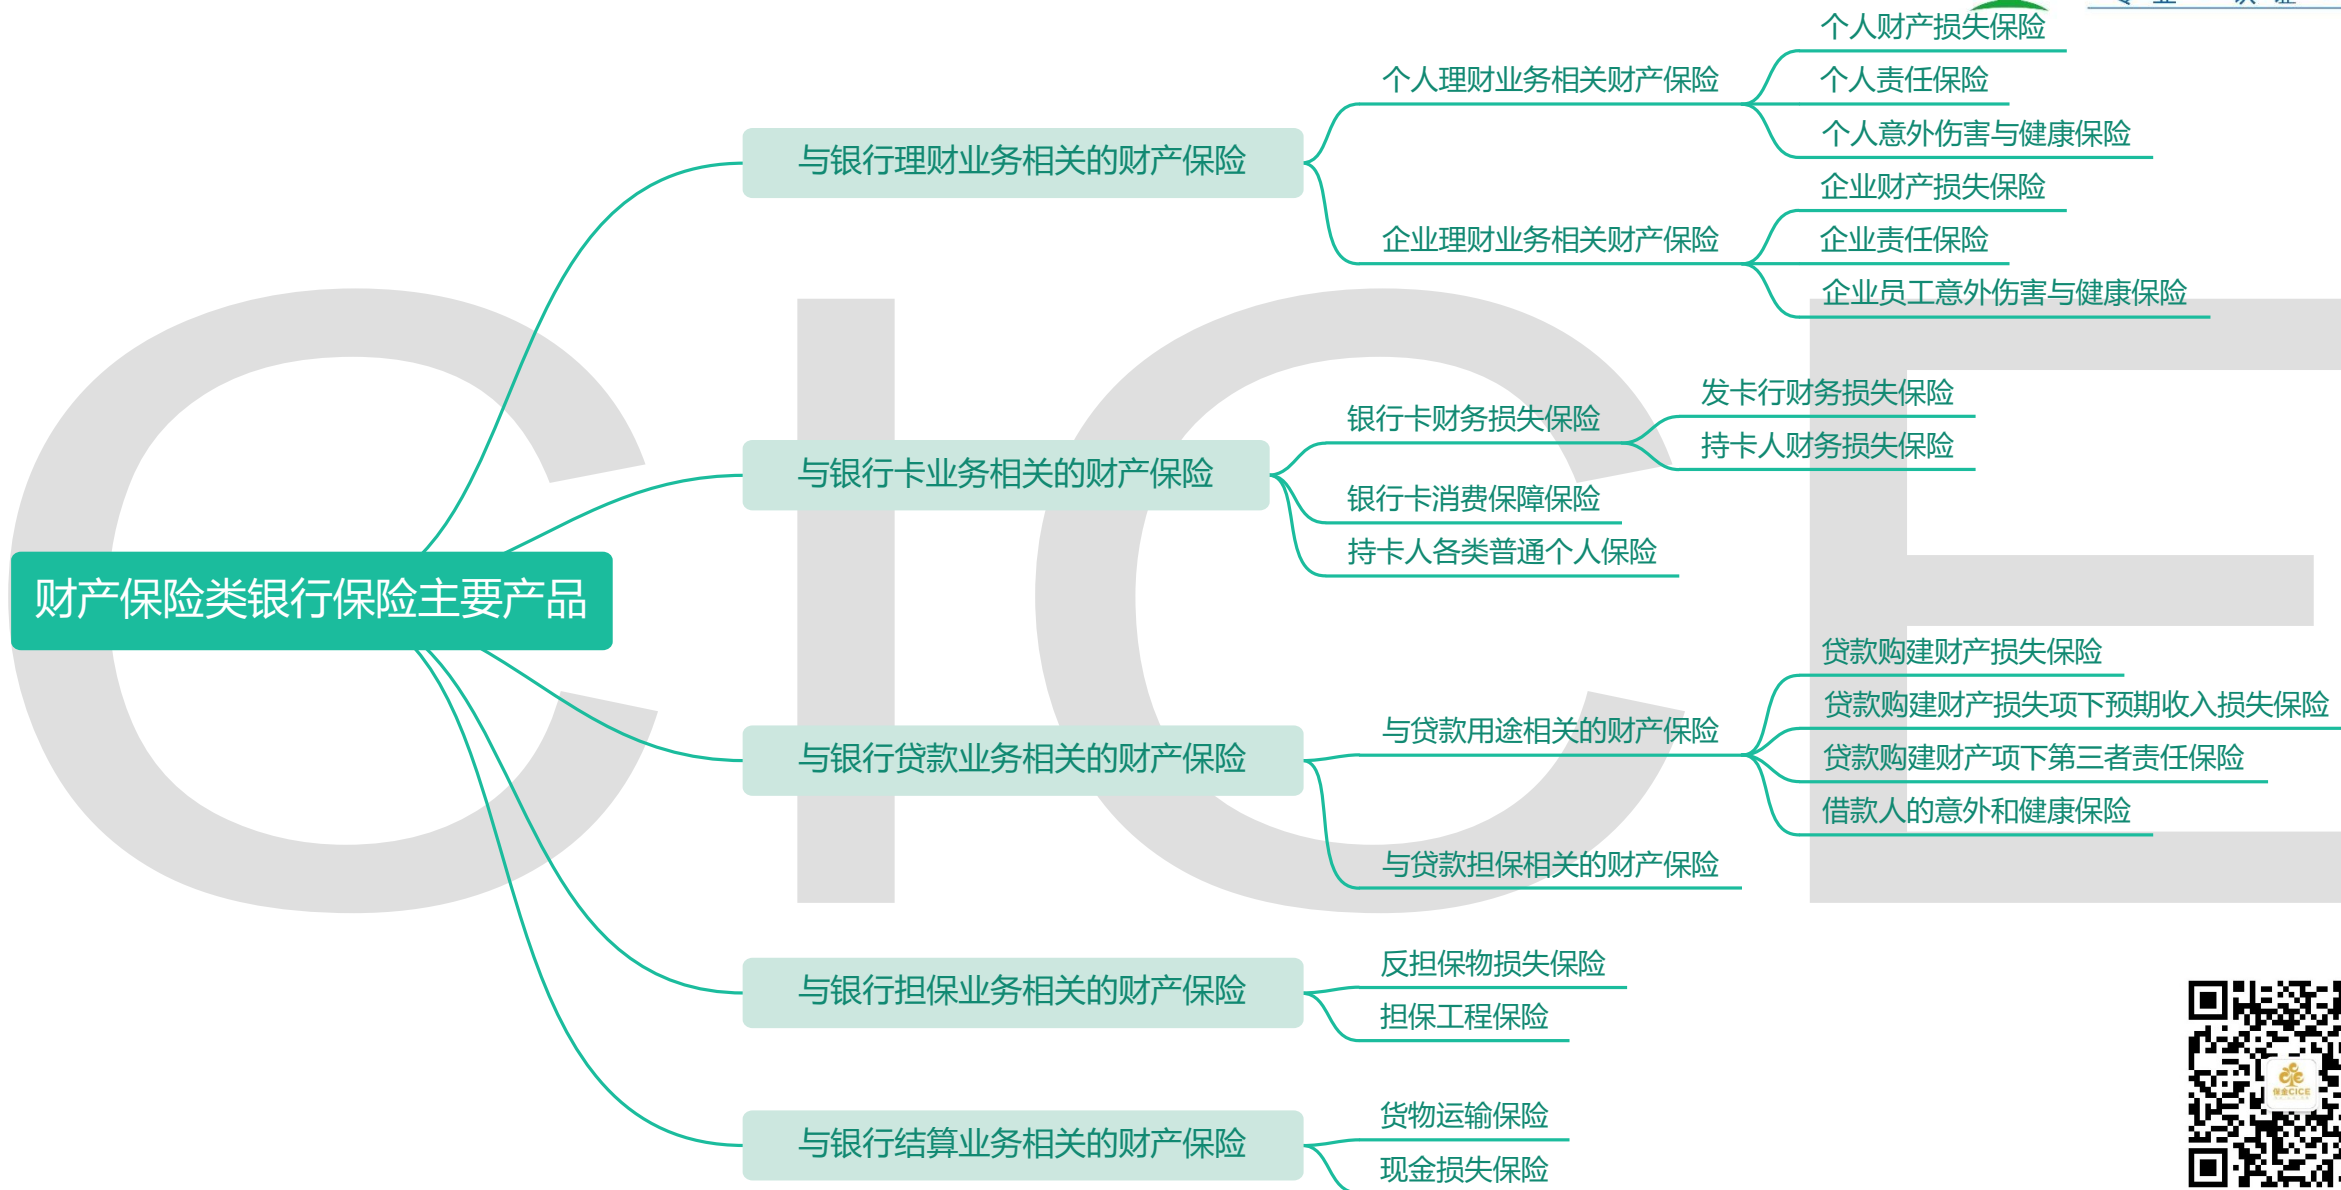 财产保险类银行保险主要产品
与银行理财业务相关的财产保险
个人理财业务相关财产保险
个人财产损失保险
个人责任保险
个人意外伤害与健康保险
企业理财业务相关财产保险
企业财产损失保险
企业责任保险
企业员工意外伤害与健康保险
与银行卡业务相关的财产保险
银行卡财务损失保险
发卡行财务损失保险
持卡人财务损失保险
银行卡消费保障保险
持卡人各类普通个人保险
与银行贷款业务相关的财产保险
与贷款用途相关的财产保险
贷款购建财产损失保险
贷款购建财产损失项下预期收入损失保险
贷款购建财产项下第三者责任保险
借款人的意外和健康保险
与贷款担保相关的财产保险
与银行担保业务相关的财产保险
反担保物损失保险
担保工程保险
与银行结算业务相关的财产保险
货物运输保险
现金损失保险
CICE
保金CICE